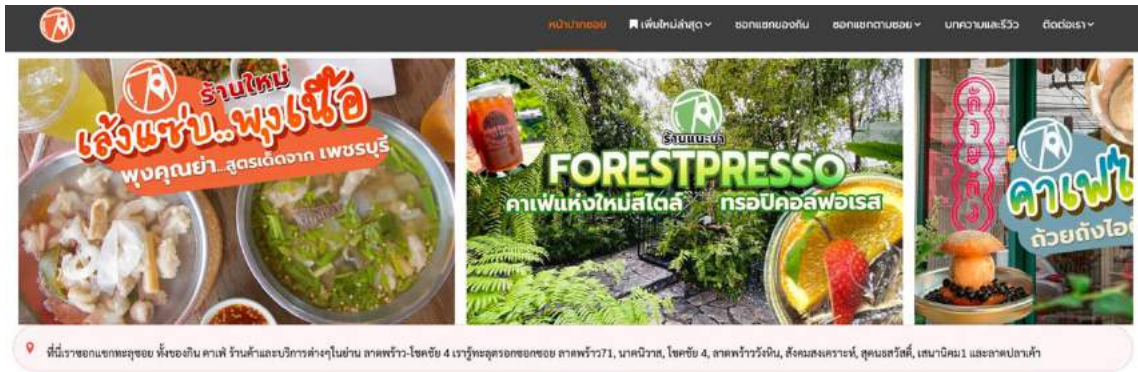 หน้าปากซอย
เพิ่มใหม่ล่าสุด
ซอกแซกของกิน
ซอกแซกตามซอย
บทความและรีวิว
ติดต่อเรา
ร้านใหม่
เล้งแซ่บ..พุงเนื้อ
พุงคุณย่า...สูตรเด็ดจาก เพชรบุรี
ร้านแนะนำ
FORESTPRESSO
คาเฟ่แห่งใหม่สไตล์ ทรอปิคอลฟอเรส
คาเฟ่
ถ้วยถังไอ
ที่นี่เราซอกแซกทะลุซอย ทั้งของกิน คาเฟ่ ร้านค้าและบริการต่างๆในย่าน ลาดพร้าว-โชคชัย 4 เรารู้ทะลุตรอกซอกซอย ลาดพร้าว71, นาคนิวาส, โชคชัย 4, ลาดพร้าววังหิน, สังคมสงเคราะห์, สุคนธสวัสดิ์, เสนานิคม1 และลาดปลาเค้า